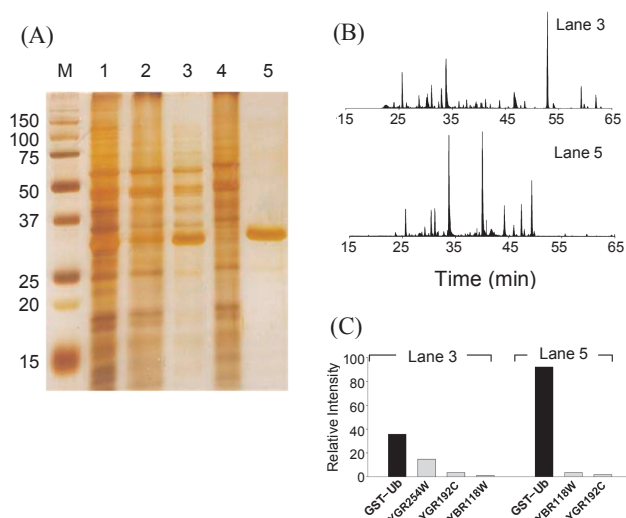 (A)
M 1 2 3 4 5
150
100
75
50
37
25
20
15
(B)
Lane 3
15 25 35 45 55 65
Lane 5
15 25 35 45 55 65
Time (min)
(C)
Lane 3 Lane 5
Relative Intensity
100
80
60
40
20
0
GST–Ub YGR254W YGR192C YBR118W GST–Ub YBR118W YGR192C